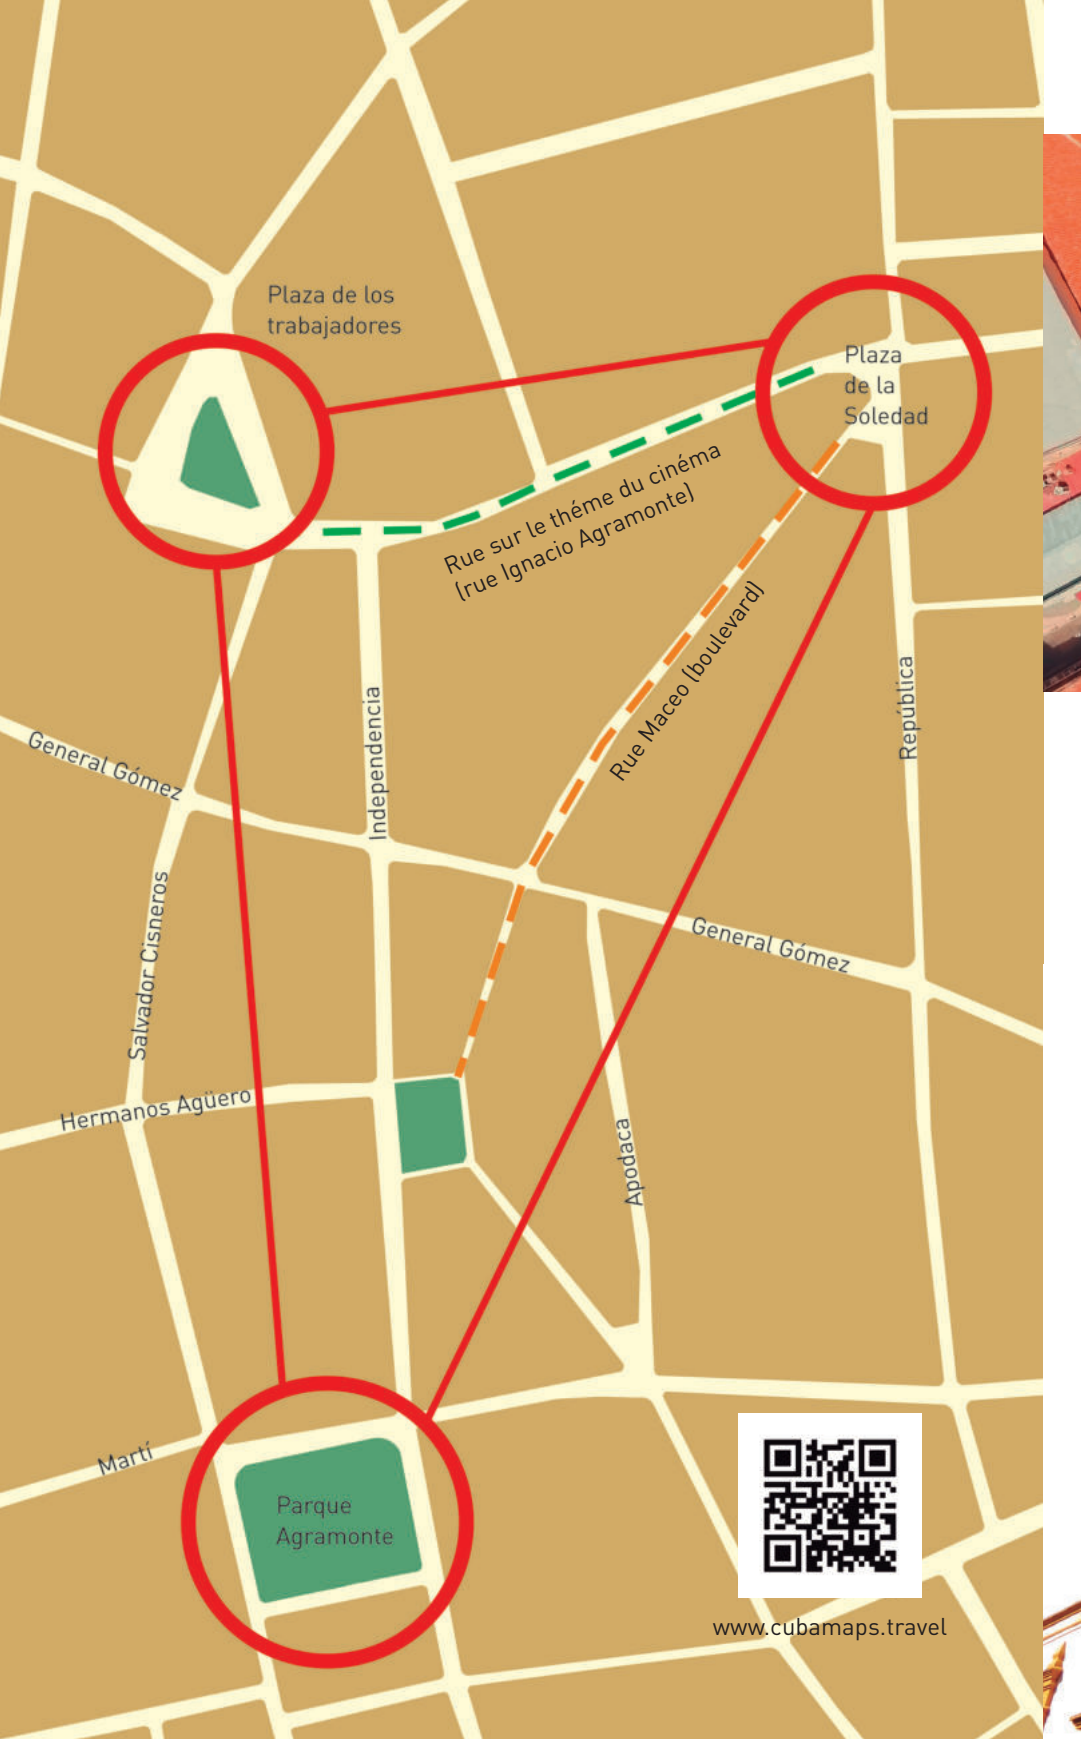 Plaza de los
trabajadores
Plaza
de la
Soledad
Rue sur le théme du cinéma
(rue Ignacio Agramonte)
Rue Maceo (boulevard)
República
Independencia
General Gómez
Salvador Cisneros
General Gómez
Hermanos Agüero
Apodaca
Martí
Parque
Agramonte
www.cubamaps.travel